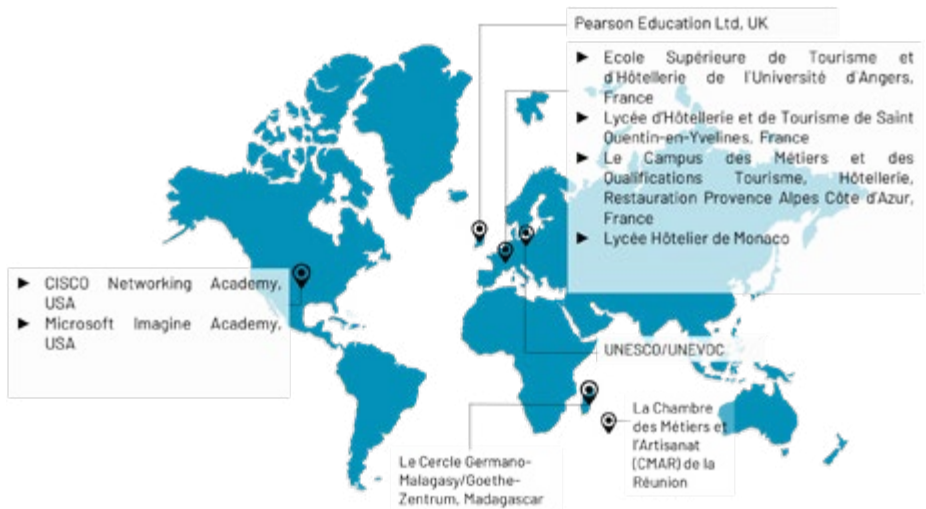 Pearson Education Ltd, UK
► Ecole Supérieure de Tourisme et
d'Hôtellerie de l'Université d'Angers,
France
► Lycée d'Hôtellerie et de Tourisme de Saint
Quentin-en-Yvelines, France
► Le Campus des Métiers et des
Qualifications Tourisme, Hôtellerie,
Restauration Provence Alpes Côte d'Azur,
France
► Lycée Hôtelier de Monaco
► CISCO Networking Academy,
USA
► Microsoft Imagine Academy,
USA
UNESCO/UNEVOC
La Chambre
des Métiers et
l'Artisanat
(CMAR) de la
Réunion
Le Cercle Germano-
Malagasy/Goethe-
Zentrum, Madagascar